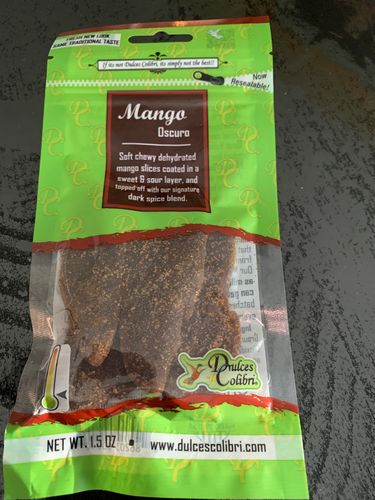 FRESH NEW LOOK
SAME TRADITIONAL TASTE
If its not Dulces Colibri, its simply not the best!!
Now
Resealable!
Mango
Oscuro
Soft chewy dehydrated
mango slices coated in a
sweet & sour layer, and
topped off with our signature
dark spice blend.
Dulces
Colibri
NET WT. 1.5 OZ
www.dulcescolibri.com